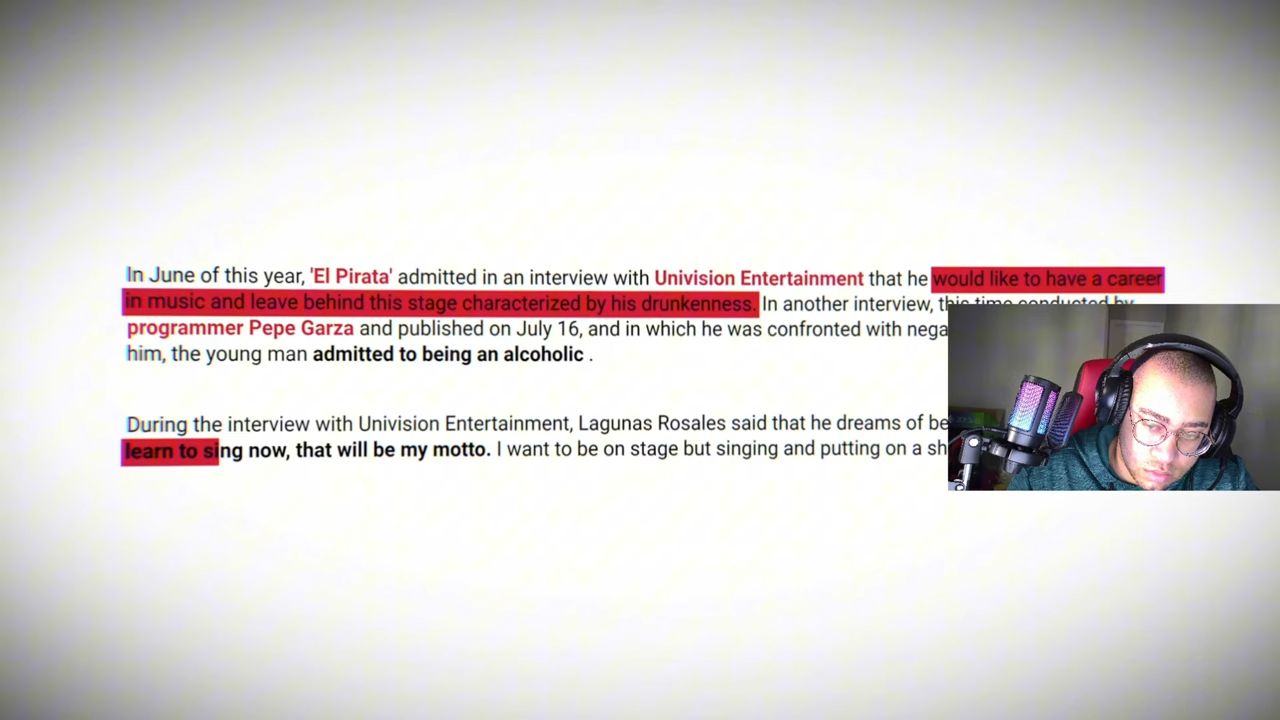 In June of this year, 'El Pirata' admitted in an interview with Univision Entertainment that he would like to have a career
in music and leave behind this stage characterized by his drunkenness. In another interview, this time conducted by
programmer Pepe Garza and published on July 16, and in which he was confronted with nega
him, the young man admitted to being an alcoholic .
During the interview with Univision Entertainment, Lagunas Rosales said that he dreams of be
learn to sing now, that will be my motto. I want to be on stage but singing and putting on a sh